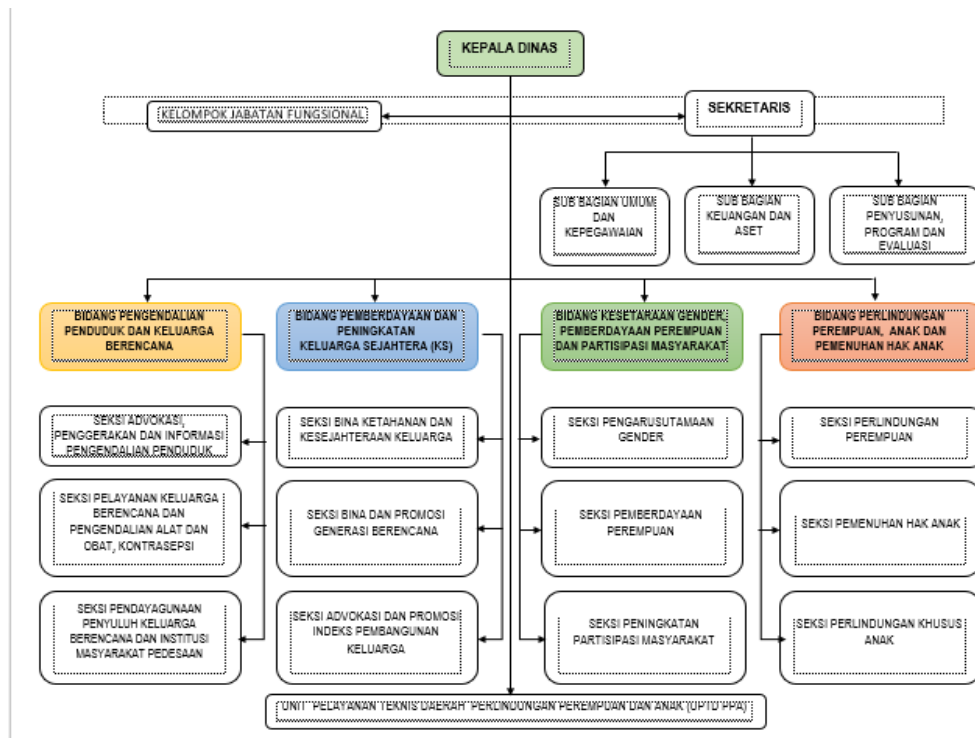 KEPALA DINAS
KELOMPOK JABATAN FUNGSIONAL
SEKRETARIS
SUB BAGIAN UMUM
DAN
KEPEGAWAIAN
SUB BAGIAN
KEUANGAN DAN
ASET
SUB BAGIAN
PENYUSUNAN,
PROGRAM DAN
EVALUASI
BIDANG PENGENDALIAN
PENDUDUK DAN KELUARGA
BERENCANA
BIDANG PEMBERDAYAAN DAN
PENINGKATAN
KELUARGA SEJAHTERA (KS)
BIDANG KESETARAAN GENDER,
PEMBERDAYAAN PEREMPUAN
DAN PARTISIPASI MASYARAKAT
BIDANG PERLINDUNGAN
PEREMPUAN, ANAK DAN
PEMENUHAN HAK ANAK
SEKSI ADVOKASI,
PENGGERAKAN DAN INFORMASI
PENGENDALIAN PENDUDUK
SEKSI BINA KETAHANAN DAN
KESEJAHTERAAN KELUARGA
SEKSI PENGARUSUTAMAAN
GENDER
SEKSI PERLINDUNGAN
PEREMPUAN
SEKSI PELAYANAN KELUARGA
BERENCANA DAN
PENGENDALIAN ALAT DAN
OBAT, KONTRASEPSI
SEKSI BINA DAN PROMOSI
GENERASI BERENCANA
SEKSI PEMBERDAYAAN
PEREMPUAN
SEKSI PEMENUHAN HAK ANAK
SEKSI PENDAYAGUNAAN
PENYULUH KELUARGA
BERENCANA DAN INSTITUSI
MASYARAKAT PEDESAAN
SEKSI ADVOKASI DAN PROMOSI
INDEKS PEMBANGUNAN
KELUARGA
SEKSI PENINGKATAN
PARTISIPASI MASYARAKAT
SEKSI PERLINDUNGAN KHUSUS
ANAK
UNIT PELAYANAN TEKNIS DAERAH PERLINDUNGAN PEREMPUAN DAN ANAK (UPTD PPA)